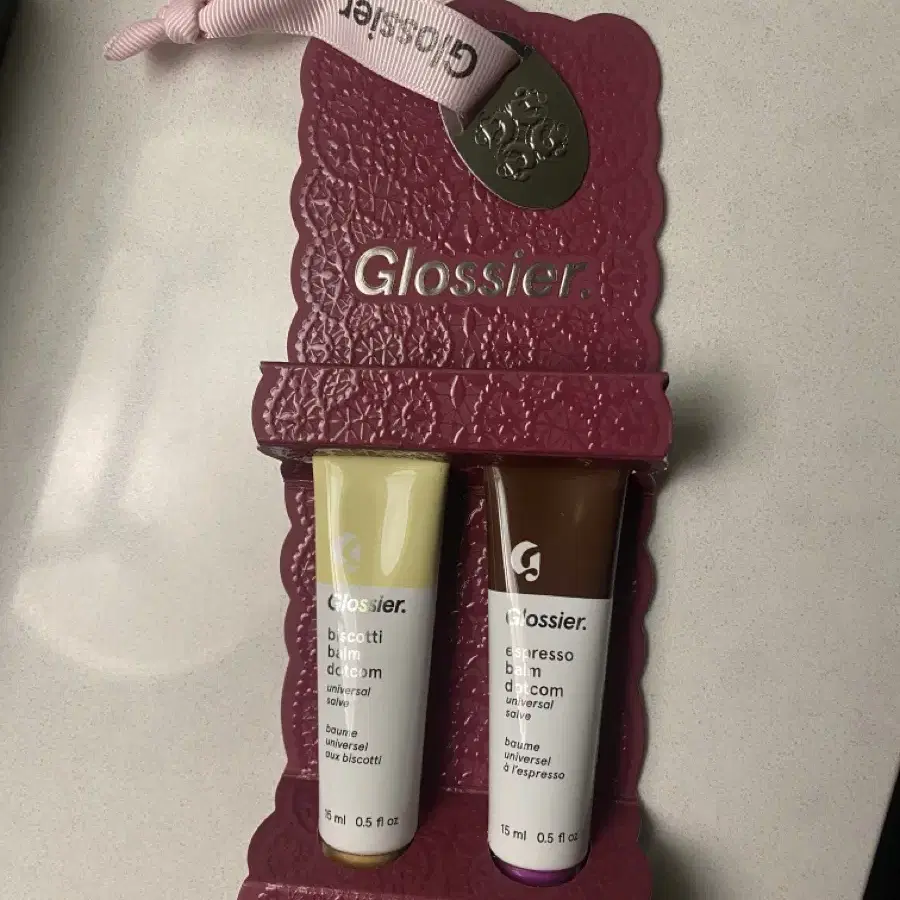 Glossier
Glossier.
Glossier.
biscotti
balm
dotcom
universal
salve
baume
universel
aux biscotti
15 ml 0.5 fl oz
Glossier.
espresso
balm
dotcom
universal
salve
baume
universel
à l'espresso
15 ml 0.5 fl oz